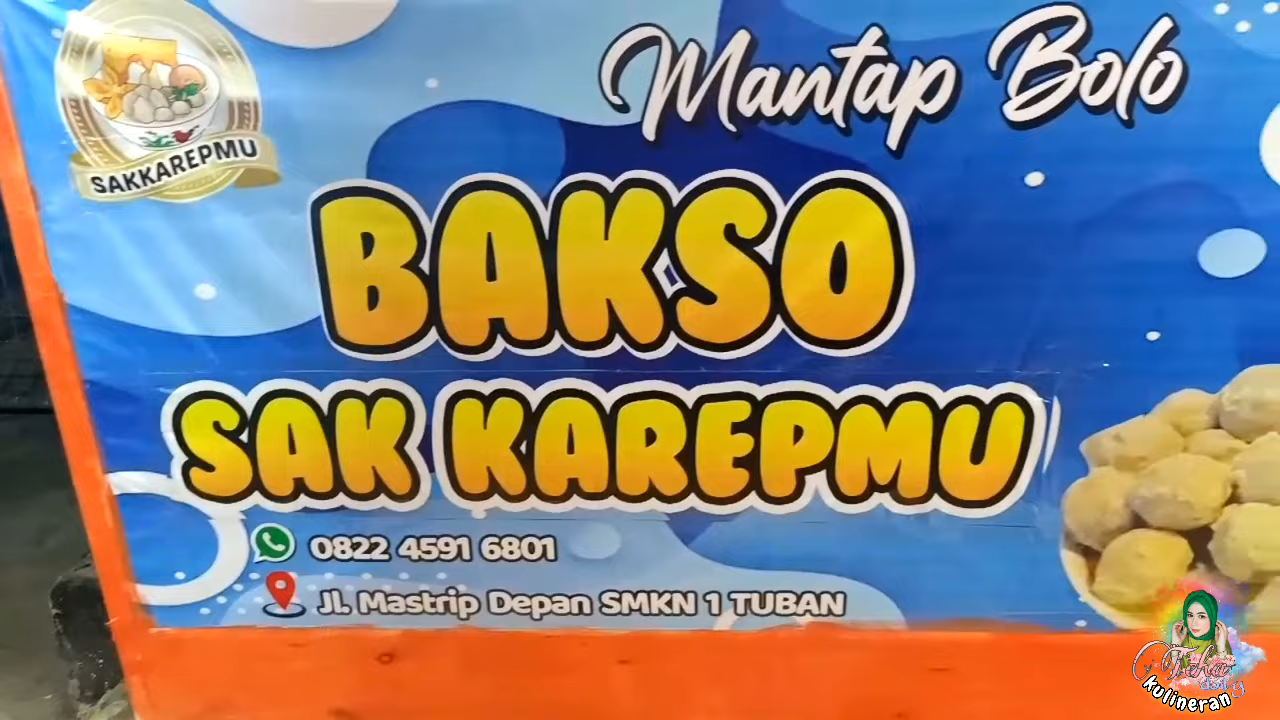 Mantap Bolo
SAKKAREPMU
BAKSO
SAK KAREPMU
0822 4591 6801
Jl. Mastrip Depan SMKN 1 TUBAN
kulineran